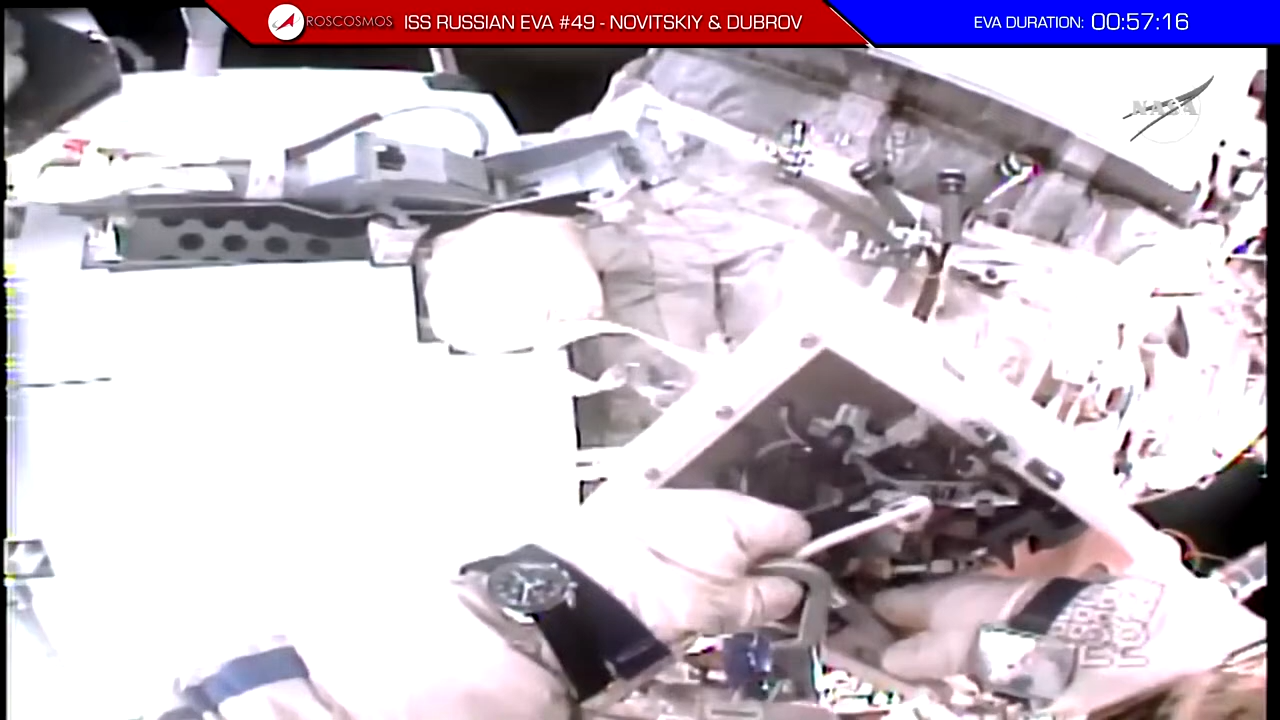 ROSCOSMOS ISS RUSSIAN EVA #49 - NOVITSKIY & DUBROV EVA DURATION: 00:57:16
NASA